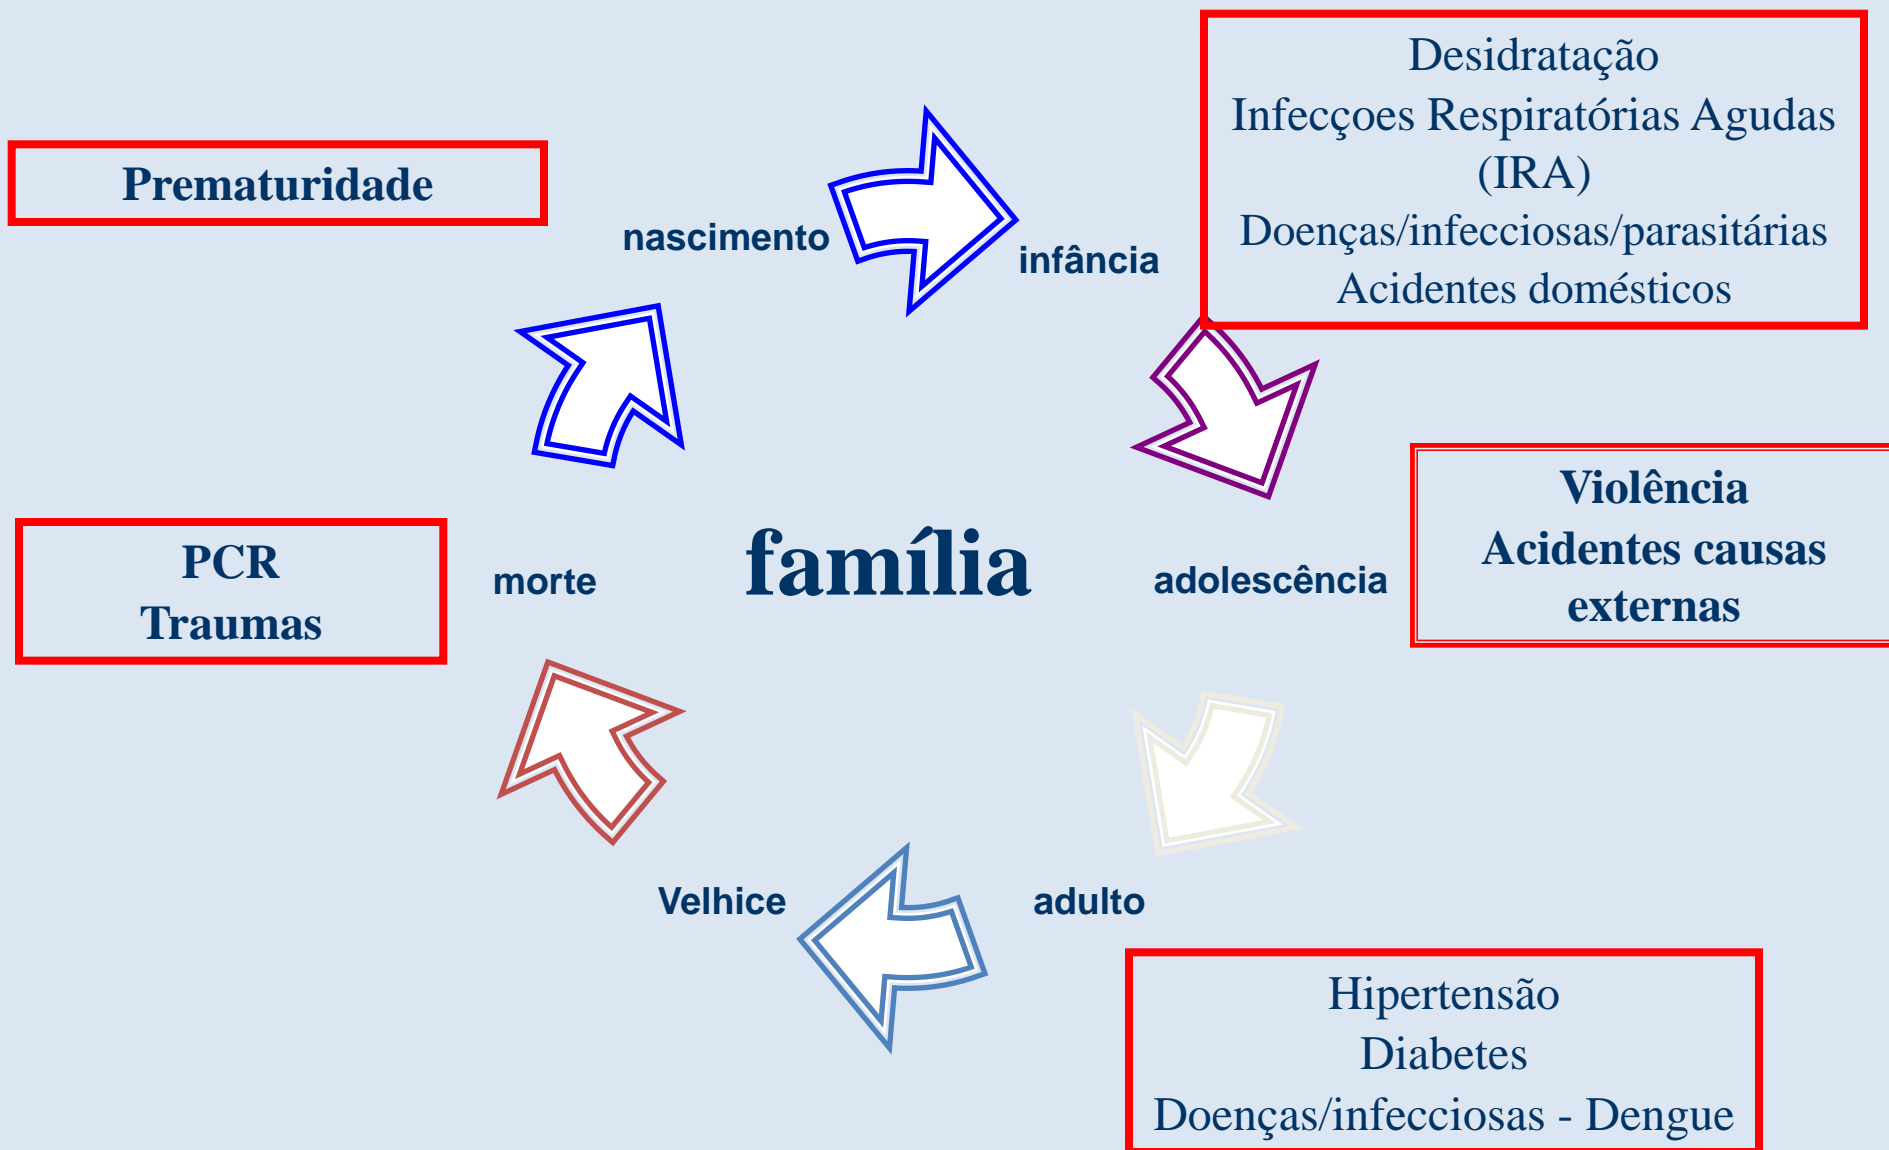 Prematuridade
nascimento
infância
Desidratação
Infecçoes Respiratórias Agudas
(IRA)
Doenças/infecciosas/parasitárias
Acidentes domésticos
PCR
Traumas
morte
família
adolescência
Violência
Acidentes causas
externas
Velhice
adulto
Hipertensão
Diabetes
Doenças/infecciosas - Dengue